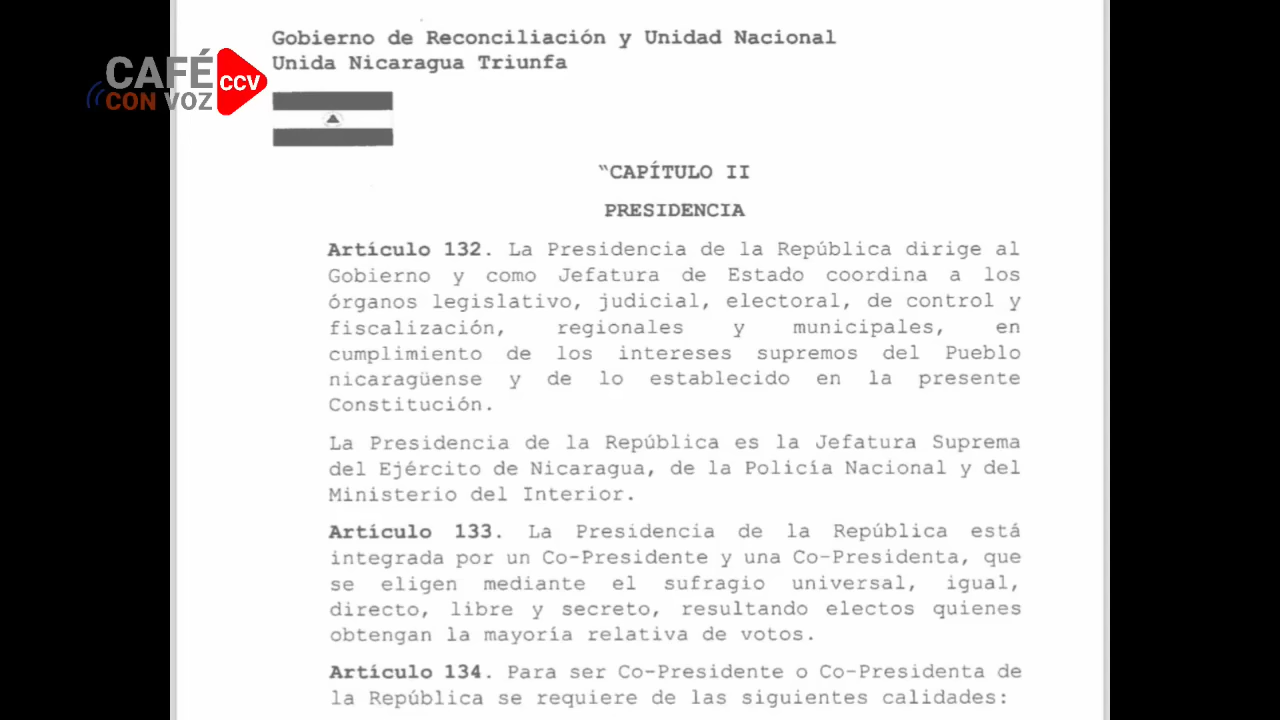 Gobierno de Reconciliación y Unidad Nacional
Unida Nicaragua Triunfa
CAFÉ
CON VOZ
CCV
“CAPÍTULO II
PRESIDENCIA
Artículo 132. La Presidencia de la República dirige al
Gobierno y como Jefatura de Estado coordina a los
órganos legislativo, judicial, electoral, de control y
fiscalización, regionales y municipales, en
cumplimiento de los intereses supremos del Pueblo
nicaragüense y de lo establecido en la presente
Constitución.
La Presidencia de la República es la Jefatura Suprema
del Ejército de Nicaragua, de la Policía Nacional y del
Ministerio del Interior.
Artículo 133. La Presidencia de la República está
integrada por un Co-Presidente y una Co-Presidenta, que
se eligen mediante el sufragio universal, igual,
directo, libre y secreto, resultando electos quienes
obtengan la mayoría relativa de votos.
Artículo 134. Para ser Co-Presidente o Co-Presidenta de
la República se requiere de las siguientes calidades: